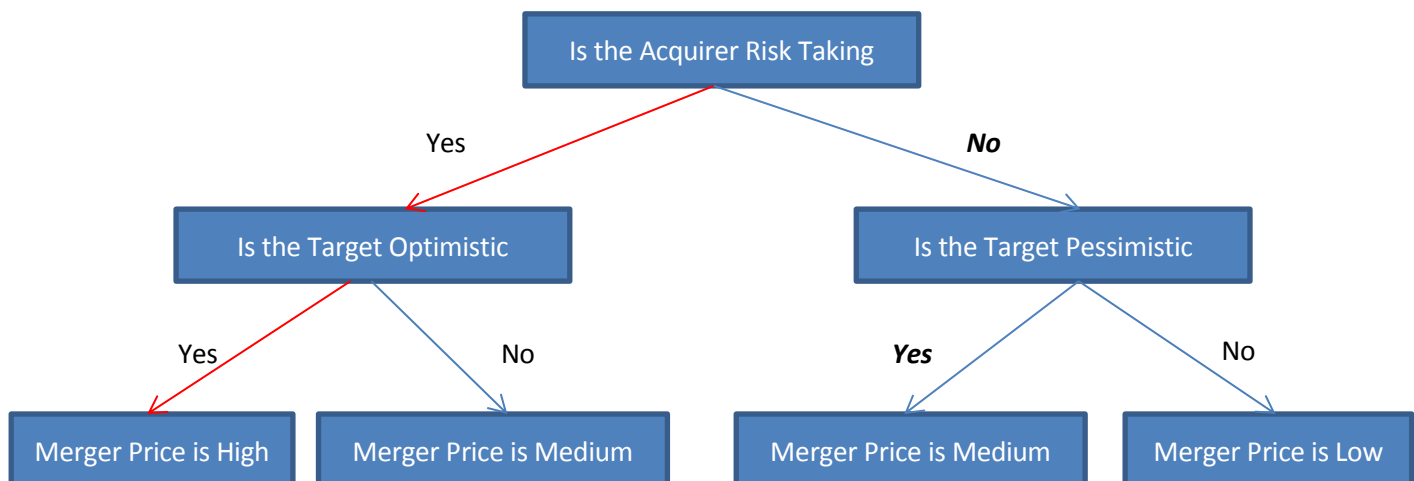 Is the Acquirer Risk Taking
Yes
No
Is the Target Optimistic
Is the Target Pessimistic
Yes
No
Yes
No
Merger Price is High
Merger Price is Medium
Merger Price is Medium
Merger Price is Low